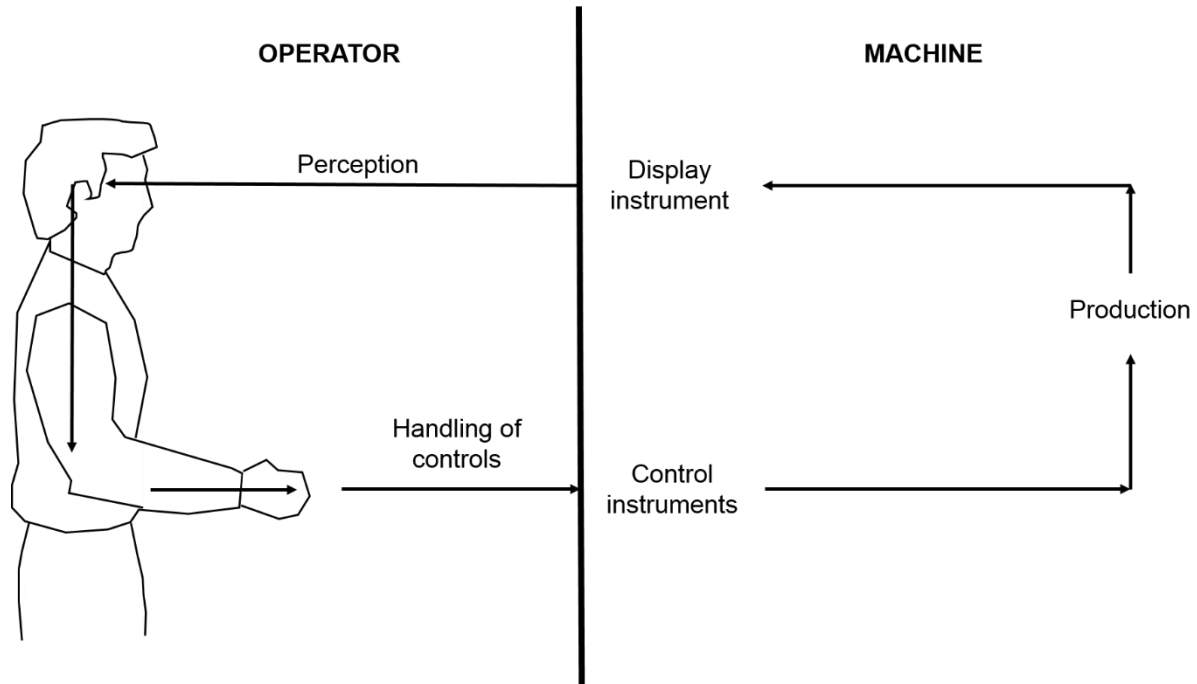 OPERATOR
MACHINE
Perception
Display
instrument
Production
Handling of
controls
Control
instruments